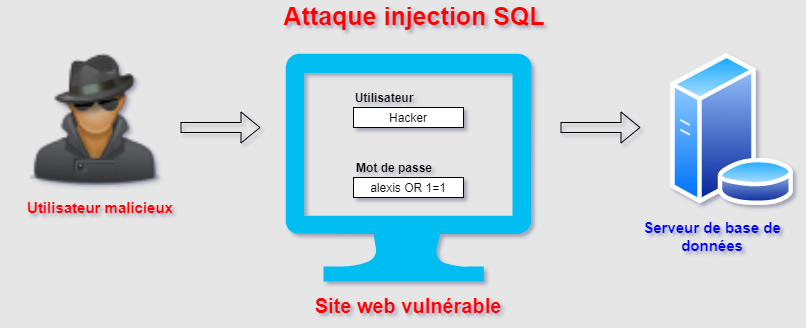 Attaque injection SQL
Utilisateur
Hacker
Mot de passe
alexis OR 1=1
Utilisateur malicieux
Serveur de base de
données
Site web vulnérable